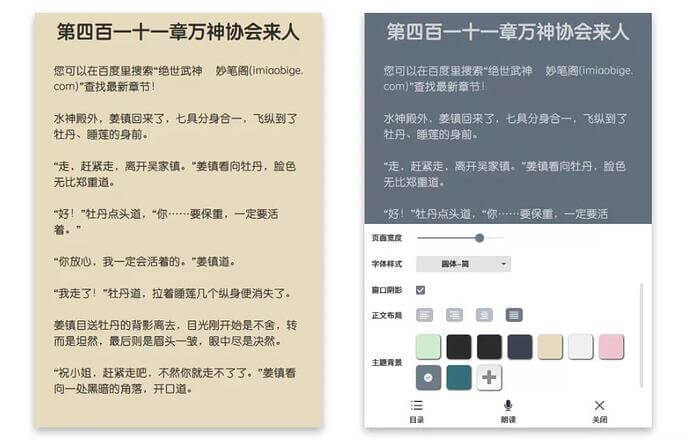 第四百一十一章万神协会来人
您可以在百度里搜索“绝世武神 妙笔阁(imiaobige.
com)”查找最新章节！
水神殿外，姜镇回来了，七具分身合一，飞纵到了
牡丹、睡莲的身前。
“走，赶紧走，离开吴家镇。”姜镇看向牡丹，脸色
无比郑重道。
“好！”牡丹点头道，“你……要保重，一定要活
着。”
“你放心，我一定会活着的。”姜镇道。
“我走了！”牡丹道，拉着睡莲几个纵身便消失了。
姜镇目送牡丹的背影离去，目光刚开始是不舍，转
而是坦然，最后则是眉头一皱，眼中尽是决然。
“祝小姐，赶紧走吧，不然你就走不了了。”姜镇看
向一处黑暗的角落，开口道。
第四百一十一章万神协会来人
您可以在百度里搜索“绝世武神 妙笔阁(imiaobige.
com)”查找最新章节！
水神殿外，姜镇回来了，七具分身合一，飞纵到了
牡丹、睡莲的身前。
“走，赶紧走，离开吴家镇。”姜镇看向牡丹，脸色
无比郑重道。
“好！”牡丹点头道，“你……要保重，一定要活
页面宽度
字体样式 圆体-简
窗口阴影
正文布局
主题背景
目录 朗读 关闭